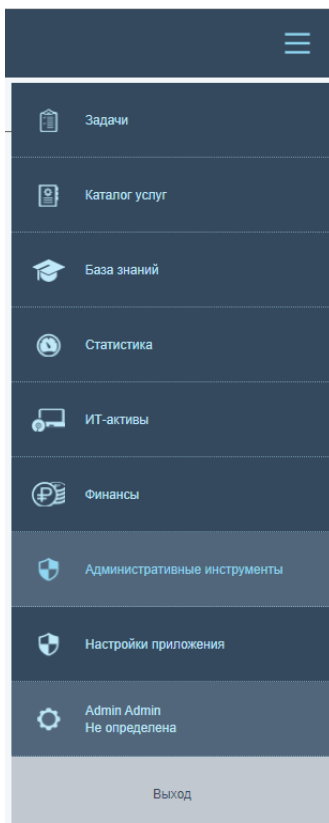 Задачи
Каталог услуг
База знаний
Статистика
ИТ-активы
Финансы
Административные инструменты
Настройки приложения
Admin Admin
Не определена
Выход